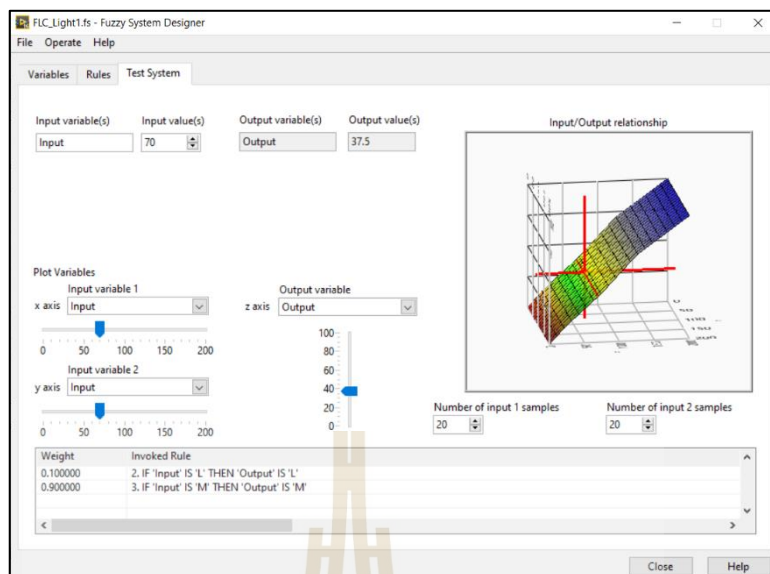 FLC_Light1.fs - Fuzzy System Designer
File Operate Help
Variables Rules Test System
Input variable(s) Input value(s) Output variable(s) Output value(s) Input/Output relationship
Input 70 Output 37.5
Plot Variables
Input variable 1 Output variable
x axis Input z axis Output
0 50 100 150 200
Input variable 2
y axis Input
0 50 100 150 200
100
80
60
40
20
0
Number of input 1 samples Number of input 2 samples
20 20
Weight Invoked Rule
0.100000 2. IF 'Input' IS 'L' THEN 'Output' IS 'L'
0.900000 3. IF 'Input' IS 'M' THEN 'Output' IS 'M'
Close Help